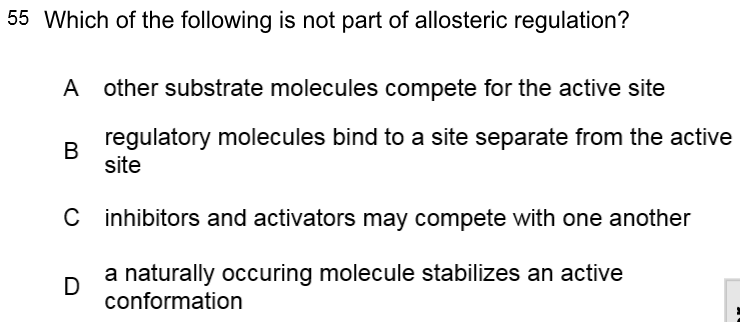 55 Which of the following is not part of allosteric regulation?
A other substrate molecules compete for the active site
B regulatory molecules bind to a site separate from the active
site
C inhibitors and activators may compete with one another
D a naturally occuring molecule stabilizes an active
conformation